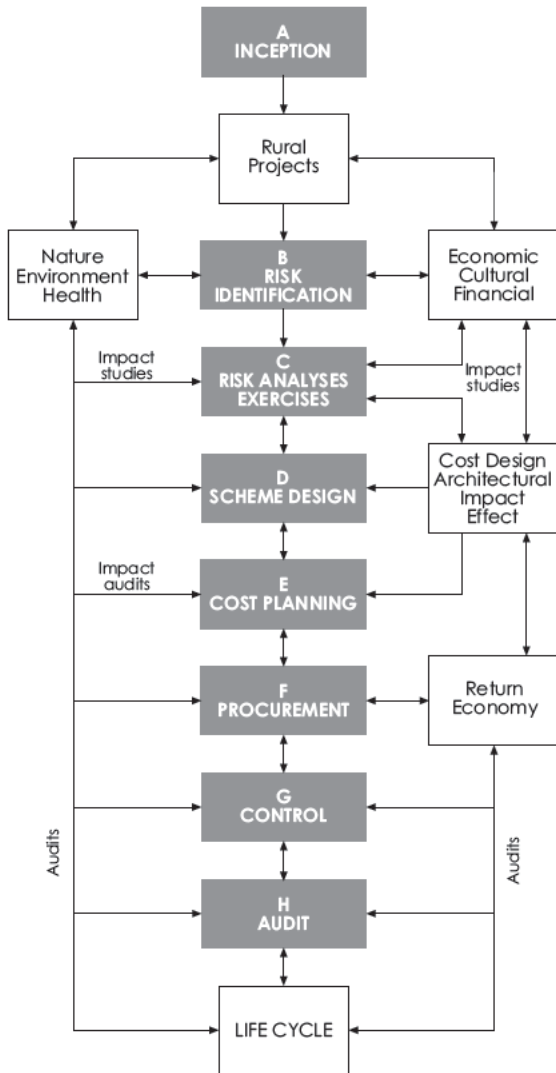 A
INCEPTION
Rural
Projects
Nature
Environment
Health
B
RISK
IDENTIFICATION
Economic
Cultural
Financial
Impact
studies
C
RISK ANALYSES
EXERCISES
Impact
studies
D
SCHEME DESIGN
Cost Design
Architectural
Impact
Effect
Impact
audits
E
COST PLANNING
F
PROCUREMENT
Return
Economy
G
CONTROL
Audits
Audits
H
AUDIT
LIFE CYCLE